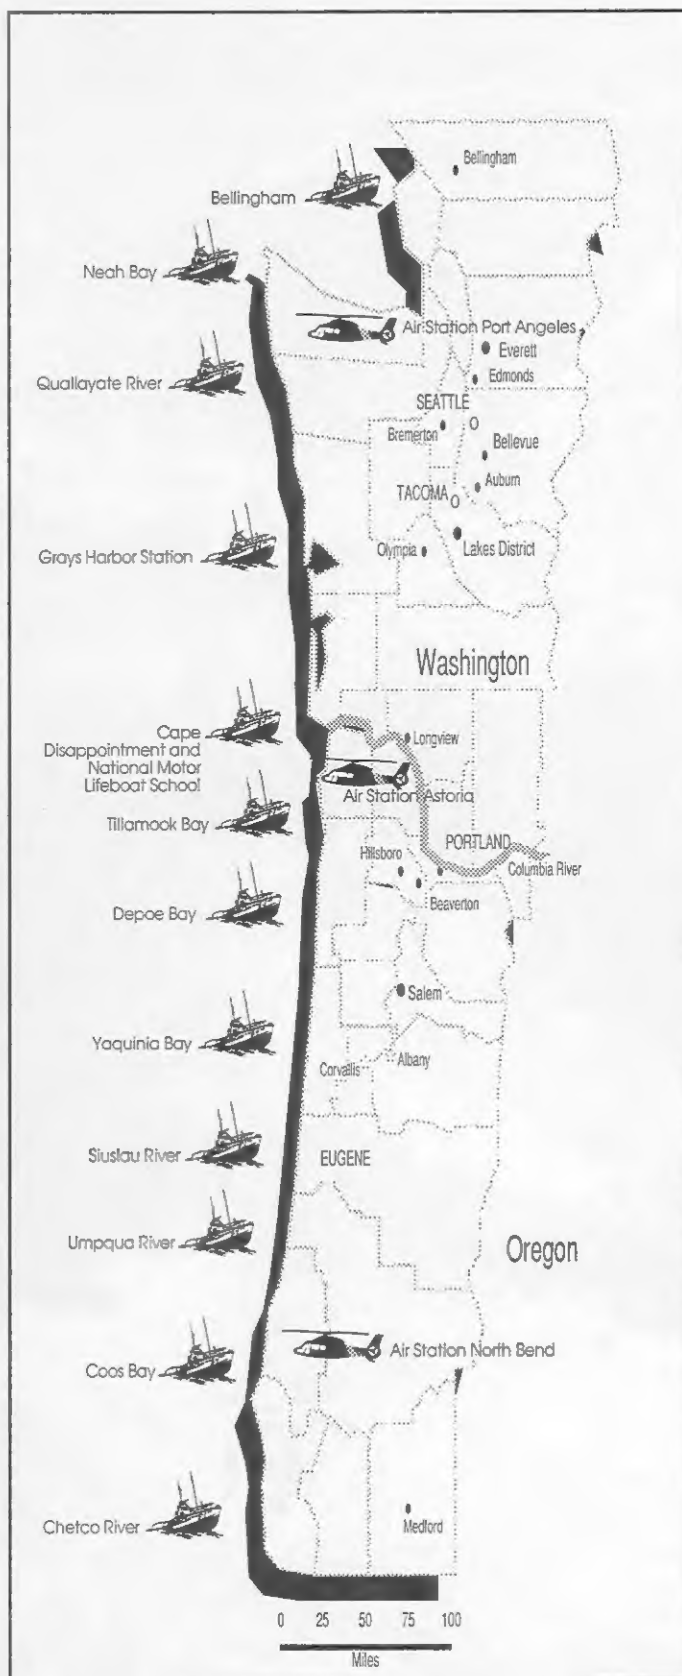 Bellingham
Bellingham
Neah Bay
Air Station Port Angeles
Everett
Quallayate River
Edmonds
SEATTLE
Bremerton
Bellevue
Auburn
TACOMA
Grays Harbor Station
Olympia
Lakes District
Washington
Cape
Disappointment and
National Motor
Lifeboat School
Longview
Air Station Astoria
Tillamook Bay
PORTLAND
Hillsboro
Columbia River
Beaverton
Depoe Bay
Salem
Yaquinia Bay
Albany
Corvallis
Siuslau River
EUGENE
Umpqua River
Oregon
Air Station North Bend
Coos Bay
Chetco River
Medford
0 25 50 75 100
Miles